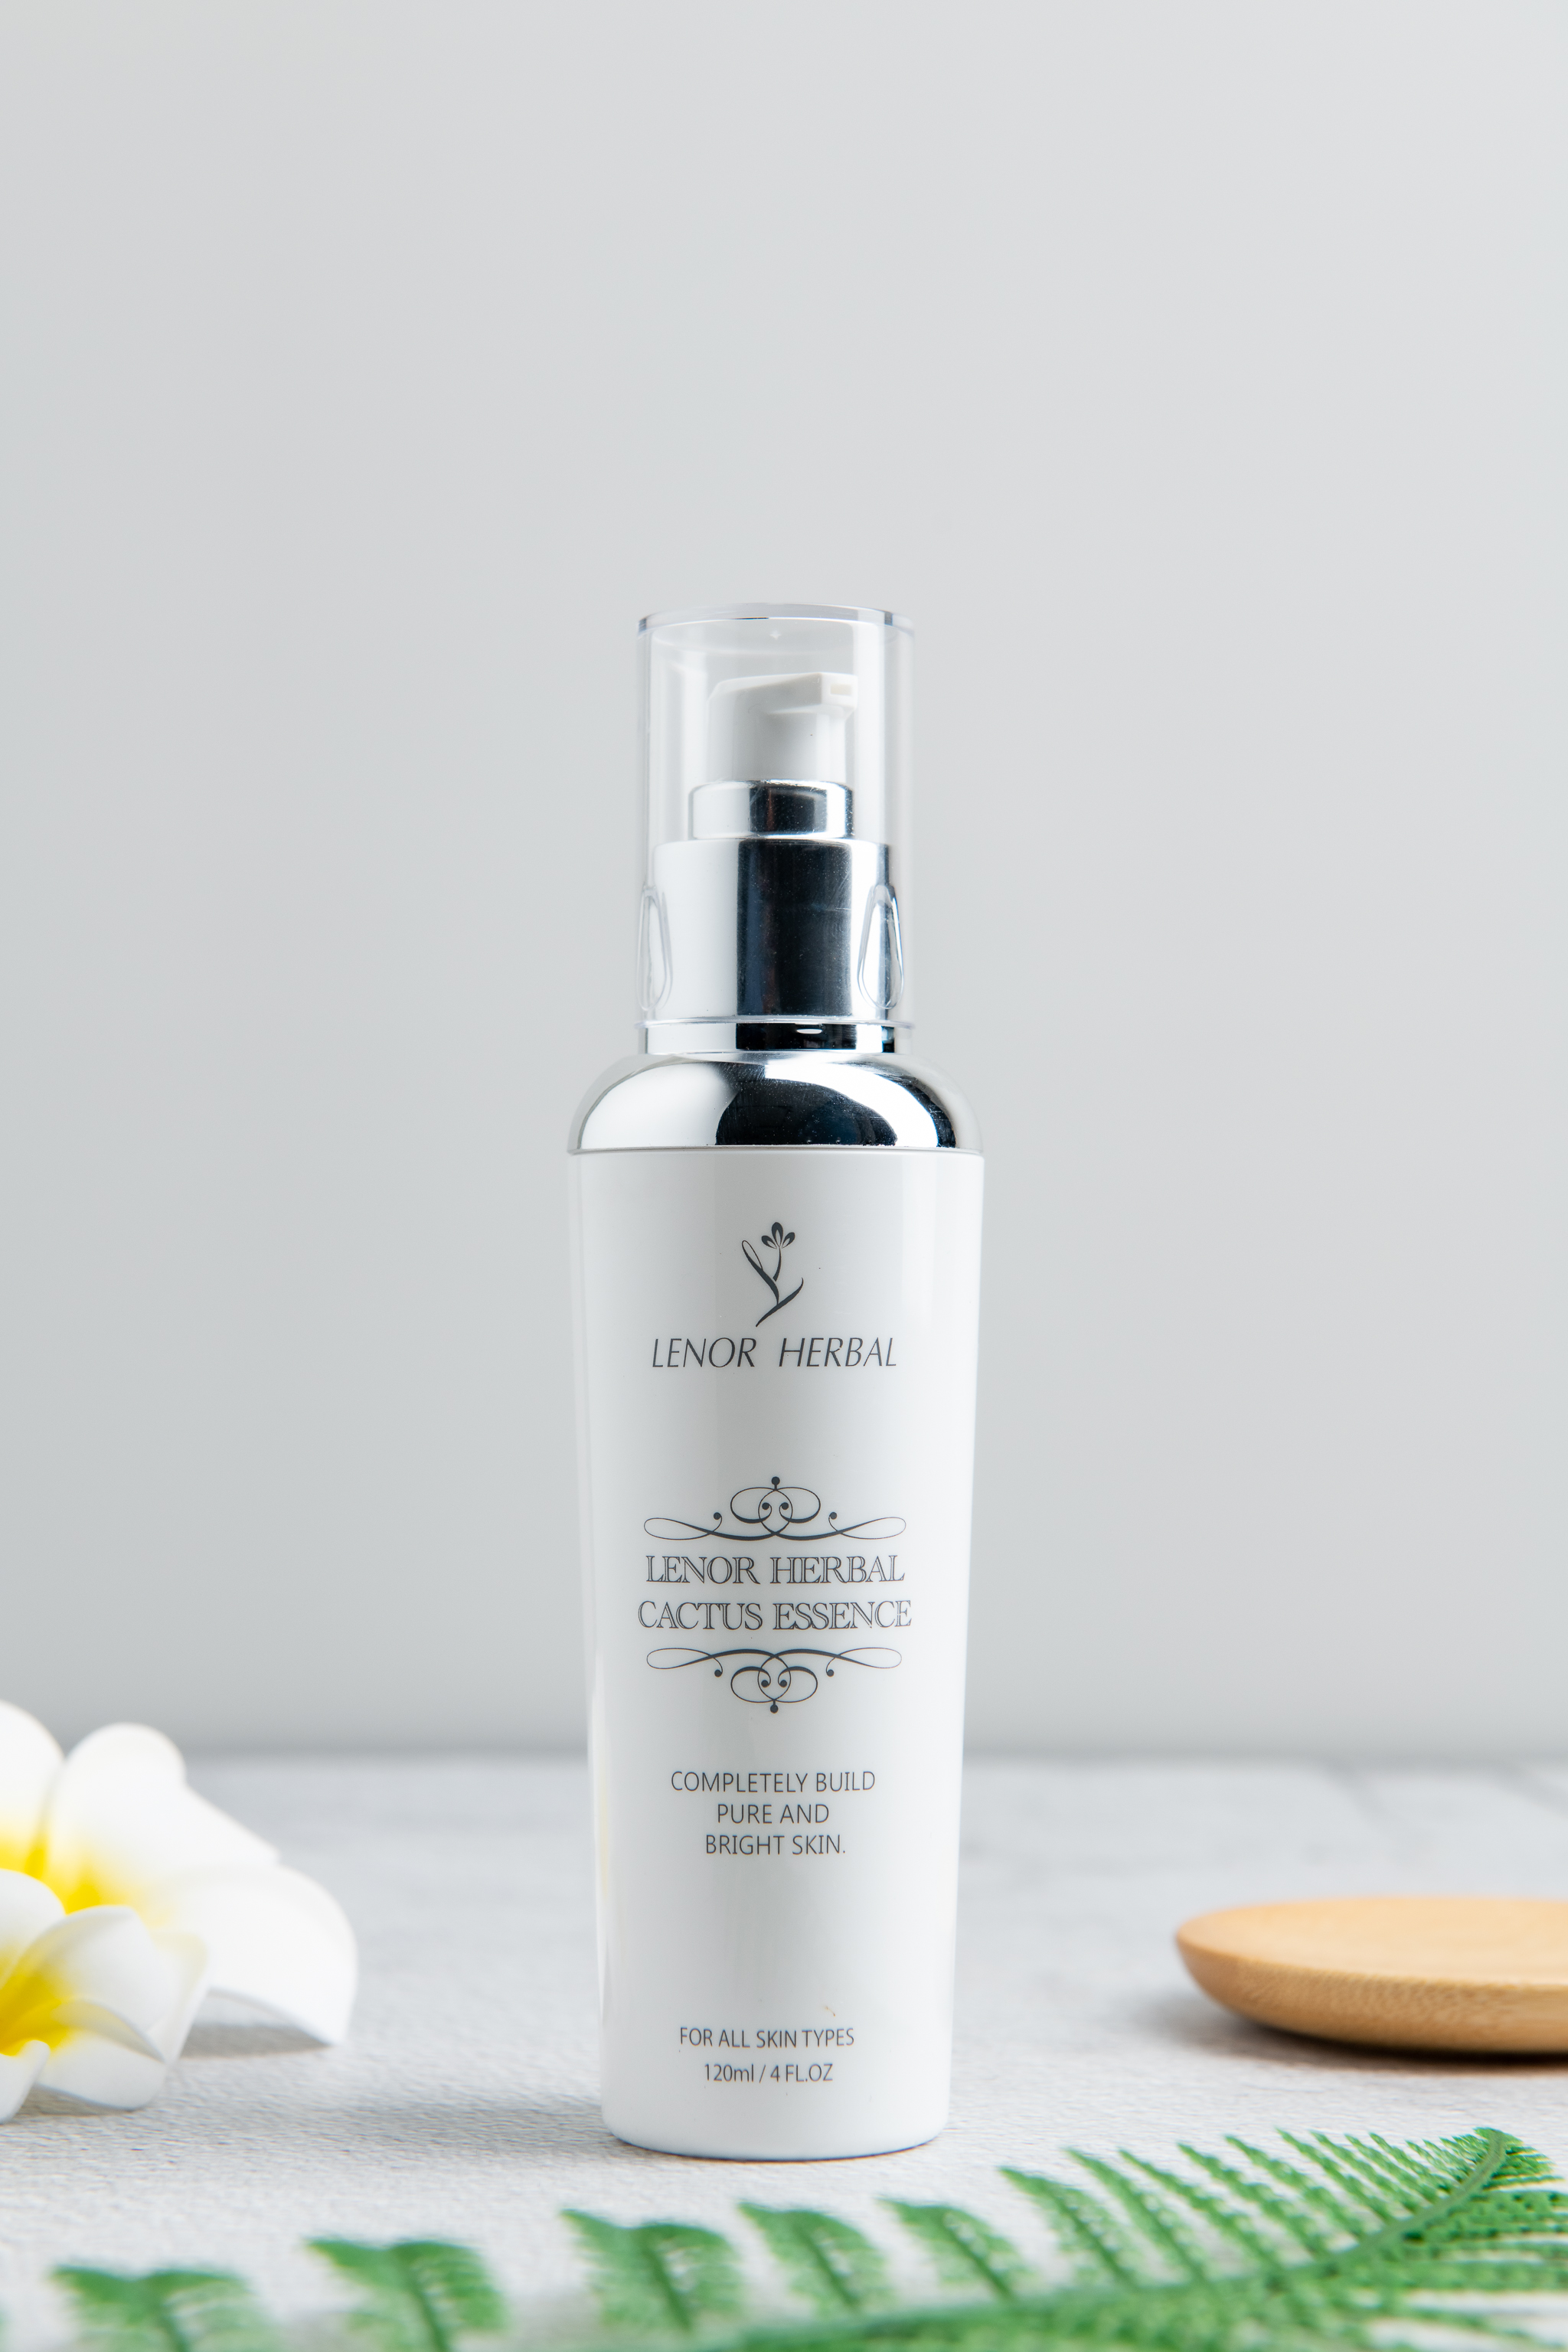 LENOR HERBAL
LENOR HERBAL
CACTUS ESSENCE
COMPLETELY BUILD
PURE AND
BRIGHT SKIN.
FOR ALL SKIN TYPES
120ml / 4 FL.OZ